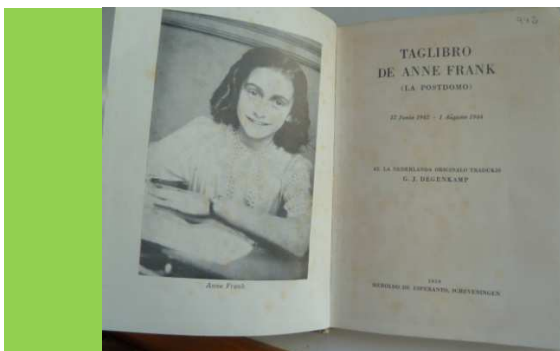 Anne Frank.
TAGLIBRO
DE ANNE FRANK
(LA POSTDOMO)
12 Junio 1942 - 1 Aŭgusto 1944
EL LA NEDERLANDA ORIGINALO TRADUKIS
G. J. DEGENKAMP
HEROLDO DE ESPERANTO, SCHEVENINGEN